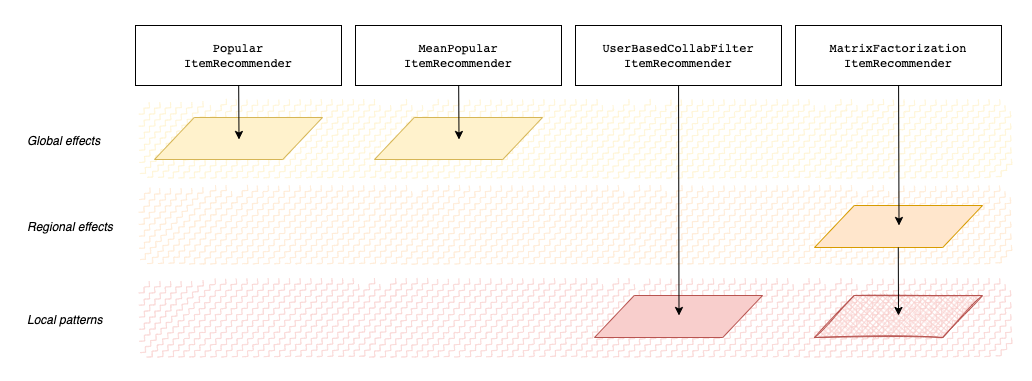 Popular
ItemRecommender
MeanPopular
ItemRecommender
UserBasedCollabFilter
ItemRecommender
MatrixFactorization
ItemRecommender
Global effects
Regional effects
Local patterns